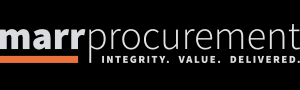 marrprocurement
INTEGRITY. VALUE. DELIVERED.